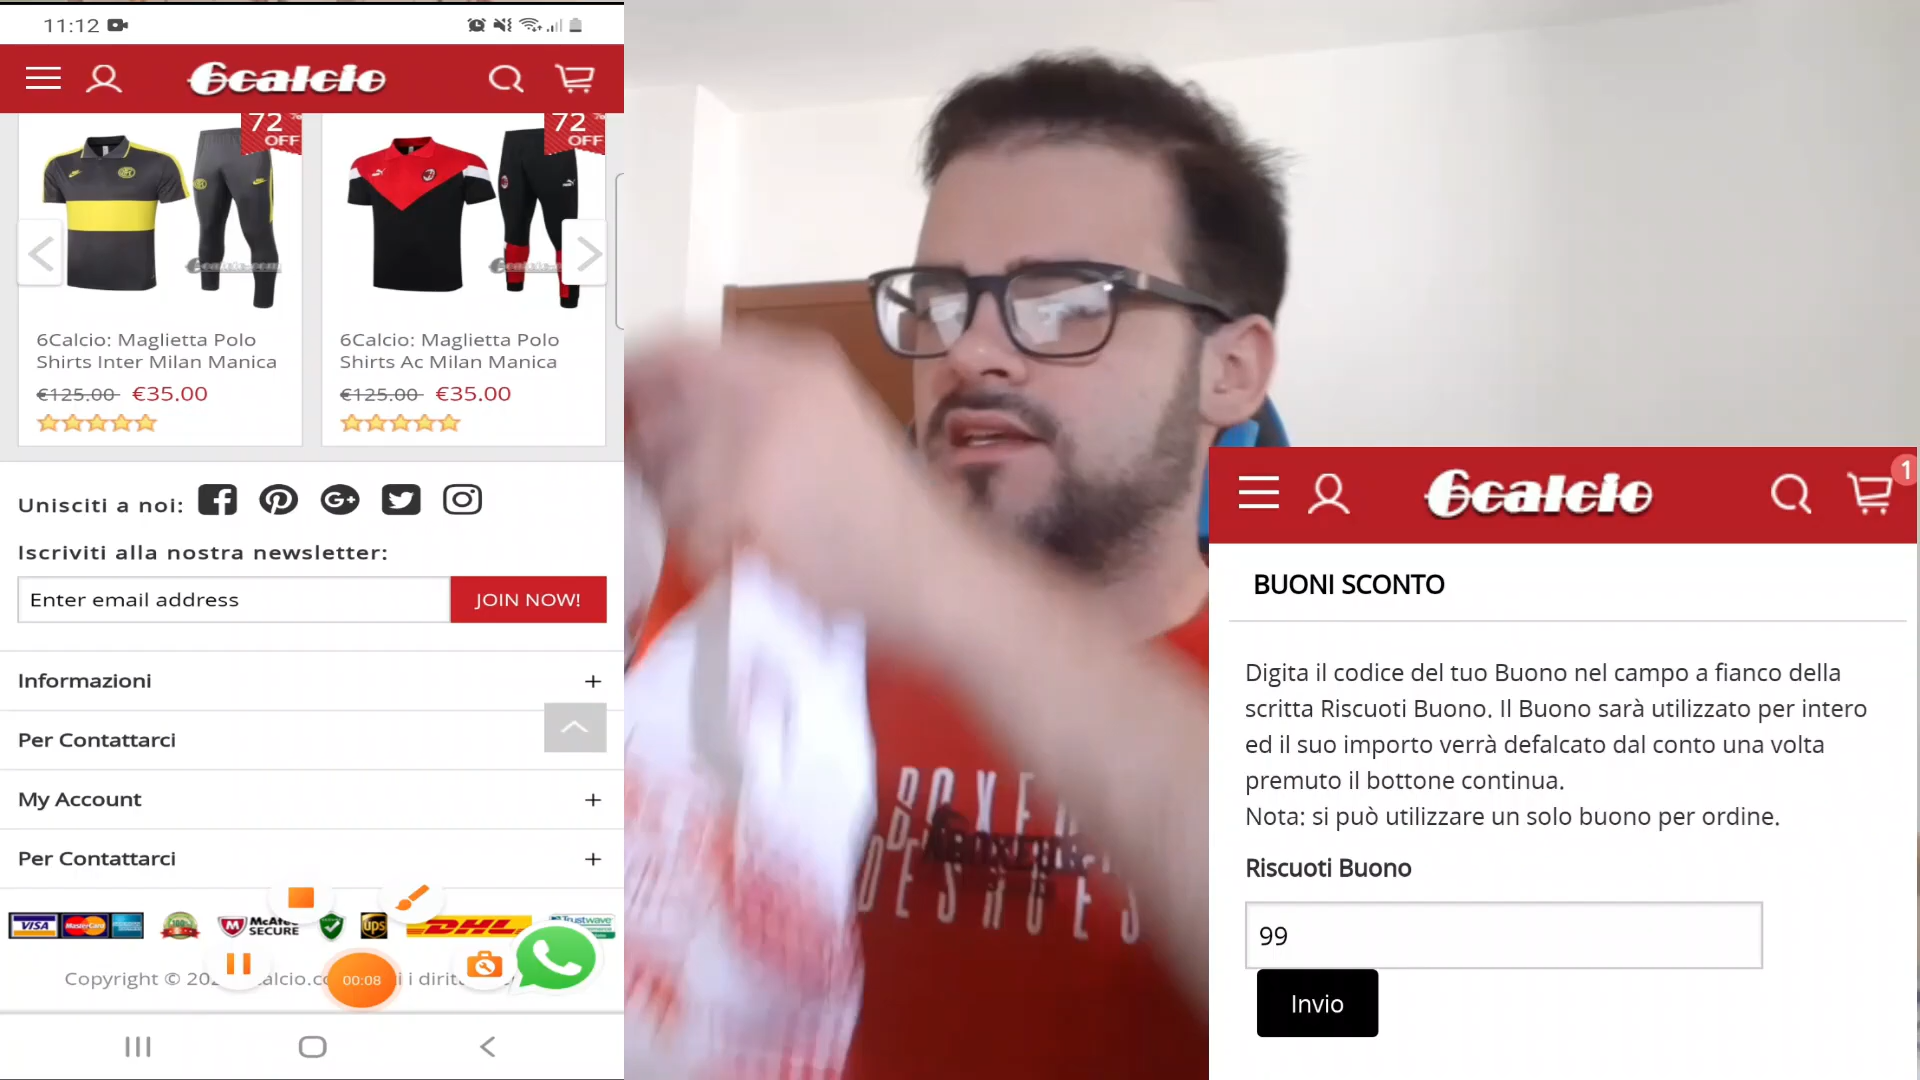 11:12
6calcio
72%
OFF
72%
OFF
6Calcio: Maglietta Polo
Shirts Inter Milan Manica
€125.00 €35.00
6Calcio: Maglietta Polo
Shirts Ac Milan Manica
€125.00 €35.00
Unisciti a noi:
Iscriviti alla nostra newsletter:
Enter email address
JOIN NOW!
Informazioni
Per Contattarci
My Account
Per Contattarci
VISA MasterCard
McAfee
SECURE
ups
DHL
Trustwave
Copyright ©
00:08
BOXEUR
DES RUES
6calcio
1
BUONI SCONTO
Digita il codice del tuo Buono nel campo a fianco della
scritta Riscuoti Buono. Il Buono sarà utilizzato per intero
ed il suo importo verrà defalcato dal conto una volta
premuto il bottone continua.
Nota: si può utilizzare un solo buono per ordine.
Riscuoti Buono
99
Invio